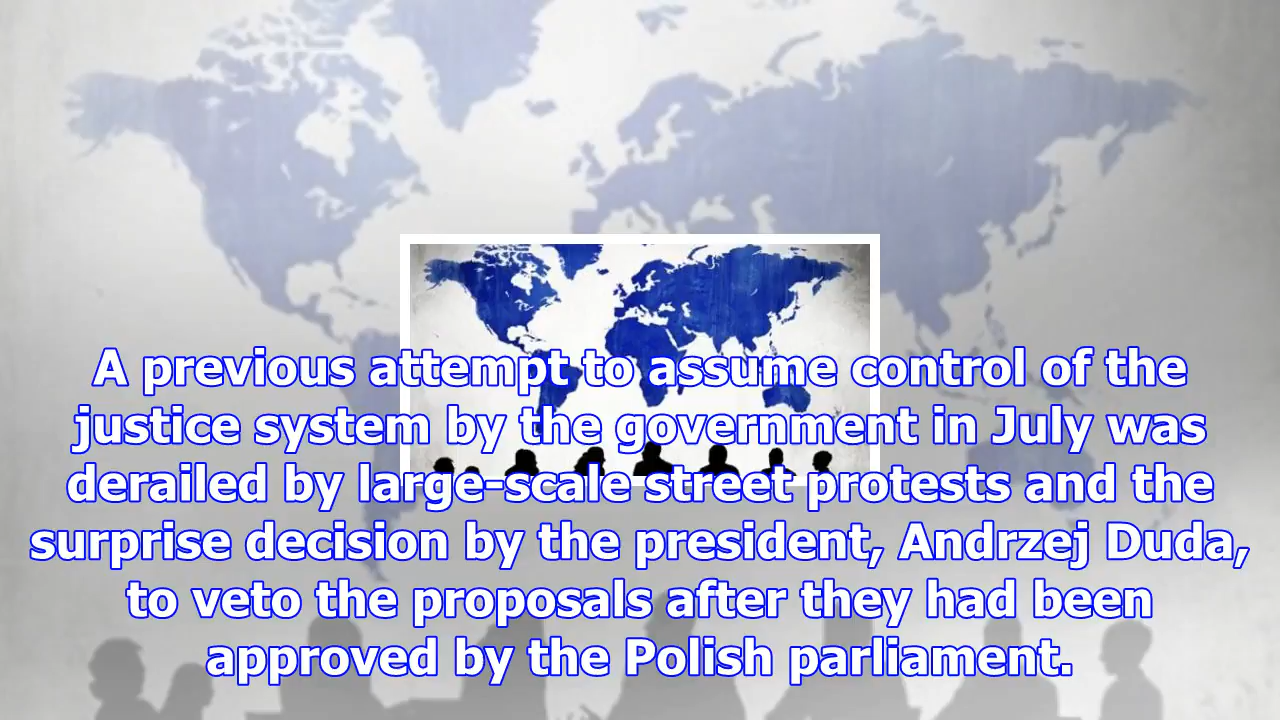 A previous attempt to assume control of the
justice system by the government in July was
derailed by large-scale street protests and the
surprise decision by the president, Andrzej Duda,
to veto the proposals after they had been
approved by the Polish parliament.